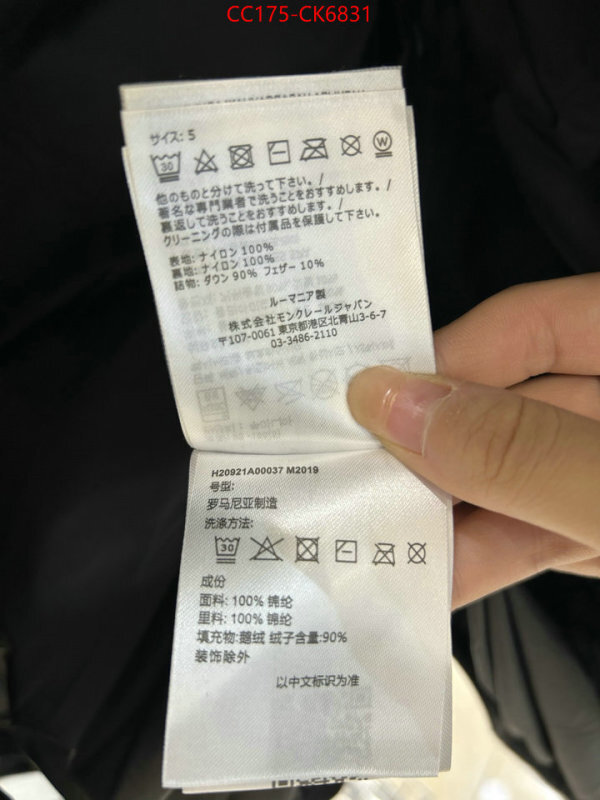 CC175-CK6831
サイズ: 5
30
W
他のものと分けて洗って下さい。/
著名な専門業者で洗うことをおすすめします。/
裏返して洗うことをおすすめします。/
クリーニングの際は付属品を保護して下さい。
表地: ナイロン 100%
裏地: ナイロン 100%
詰物: ダウン 90% フェザー 10%
ルーマニア製
株式会社モンクレールジャパン
〒107-0061 東京都港区北青山3-6-7
03-3486-2110
H20921A00037 M2019
号型:
罗马尼亚制造
洗涤方法:
30
成份
面料: 100% 锦纶
里料: 100% 锦纶
填充物: 鹅绒 绒子含量:90%
装饰除外
以中文标识为准